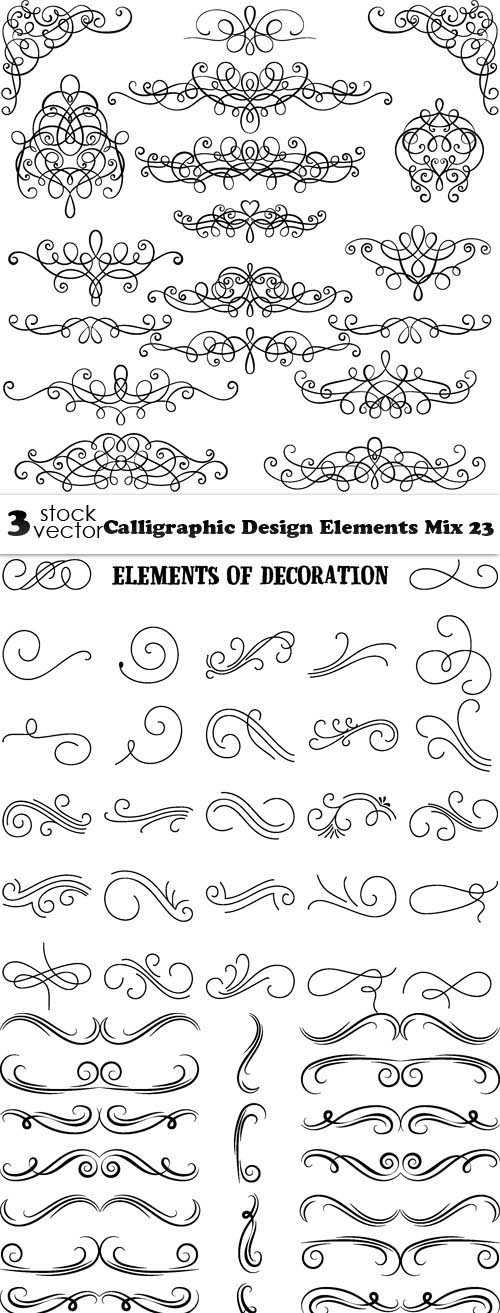 3 stock vector Calligraphic Design Elements Mix 23
ELEMENTS OF DECORATION